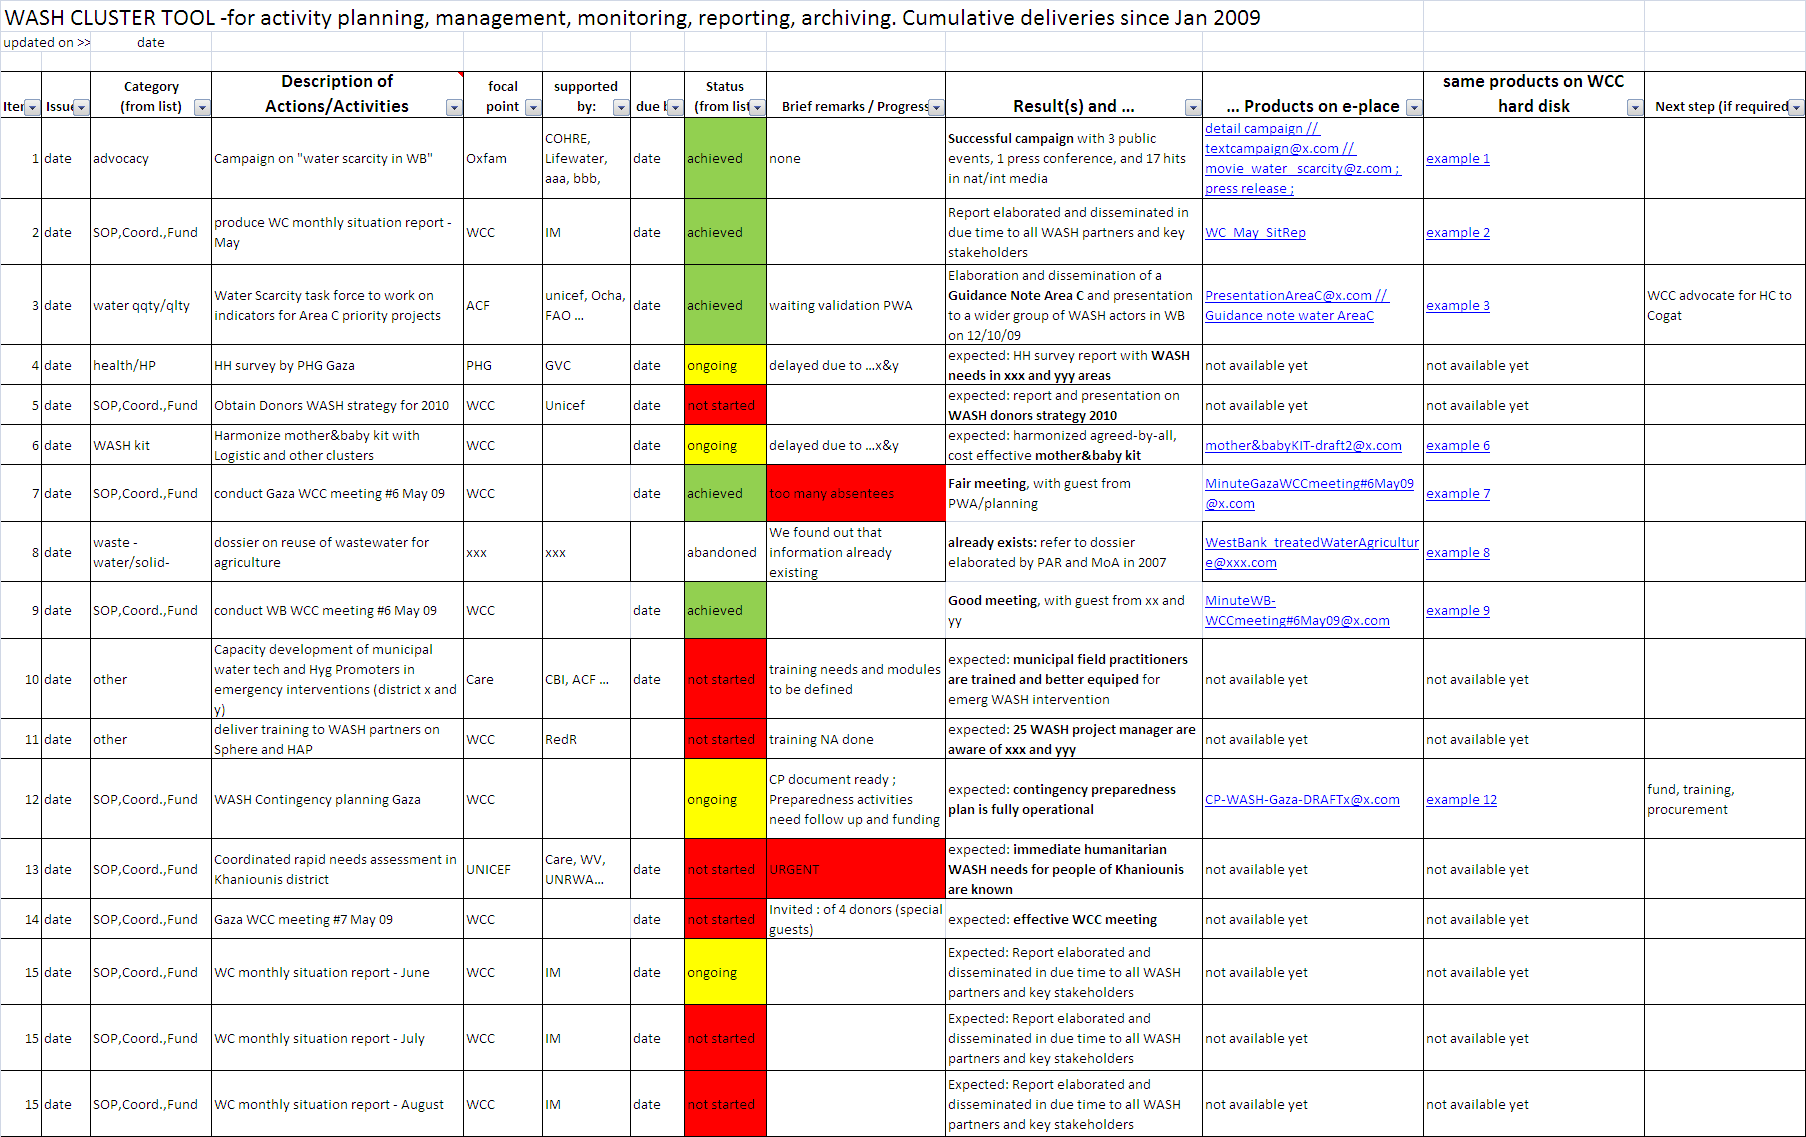 WASH CLUSTER TOOL -for activity planning, management, monitoring, reporting, archiving. Cumulative deliveries since Jan 2009
updated on >> date
Iter
Issue
Category
(from list)
Description of
Actions/Activities
focal
point
supported
by:
due b
Status
(from list
Brief remarks / Progress
Result(s) and ...
... Products on e-place
same products on WCC
hard disk
Next step (if required
1 date advocacy Campaign on "water scarcity in WB" Oxfam
COHRE,
Lifewater,
aaa, bbb,
date achieved none
Successful campaign with 3 public
events, 1 press conference, and 17 hits
in nat/int media
detail campaign //
textcampaign@x.com //
movie_water_scarcity@z.com ;
press release ;
example 1
2 date SOP,Coord.,Fund
produce WC monthly situation report -
May
WCC IM date achieved
Report elaborated and disseminated in
due time to all WASH partners and key
stakeholders
WC_May_SitRep example 2
3 date water qqty/qlty
Water Scarcity task force to work on
indicators for Area C priority projects
ACF
unicef, Ocha,
FAO ...
date achieved waiting validation PWA
Elaboration and dissemination of a
Guidance Note Area C and presentation
to a wider group of WASH actors in WB
on 12/10/09
PresentationAreaC@x.com //
Guidance note water AreaC
example 3
WCC advocate for HC to
Cogat
4 date health/HP HH survey by PHG Gaza PHG GVC date ongoing delayed due to ...x&y
expected: HH survey report with WASH
needs in xxx and yyy areas
not available yet not available yet
5 date SOP,Coord.,Fund Obtain Donors WASH strategy for 2010 WCC Unicef date not started
expected: report and presentation on
WASH donors strategy 2010
not available yet not available yet
6 date WASH kit
Harmonize mother&baby kit with
Logistic and other clusters
WCC date ongoing delayed due to ...x&y
expected: harmonized agreed-by-all,
cost effective mother&baby kit
mother&babyKIT-draft2@x.com example 6
7 date SOP,Coord.,Fund conduct Gaza WCC meeting #6 May 09 WCC date achieved too many absentees
Fair meeting, with guest from
PWA/planning
MinuteGazaWCCmeeting#6May09
@x.com
example 7
8 date
waste -
water/solid-
dossier on reuse of wastewater for
agriculture
xxx xxx abandoned
We found out that
information already
existing
already exists: refer to dossier
elaborated by PAR and MoA in 2007
WestBank_treatedWaterAgricultur
e@xxx.com
example 8
9 date SOP,Coord.,Fund conduct WB WCC meeting #6 May 09 WCC date achieved
Good meeting, with guest from xx and
yy
MinuteWB-
WCCmeeting#6May09@x.com
example 9
10 date other
Capacity development of municipal
water tech and Hyg Promoters in
emergency interventions (district x and
y)
Care CBI, ACF ... date not started
training needs and modules
to be defined
expected: municipal field practitioners
are trained and better equiped for
emerg WASH intervention
not available yet not available yet
11 date other
deliver training to WASH partners on
Sphere and HAP
WCC RedR not started training NA done
expected: 25 WASH project manager are
aware of xxx and yyy
not available yet not available yet
12 date SOP,Coord.,Fund WASH Contingency planning Gaza WCC ongoing
CP document ready ;
Preparedness activities
need follow up and funding
expected: contingency preparedness
plan is fully operational
CP-WASH-Gaza-DRAFTx@x.com example 12
fund, training,
procurement
13 date SOP,Coord.,Fund
Coordinated rapid needs assessment in
Khaniounis district
UNICEF
Care, WV,
UNRWA...
date not started URGENT
expected: immediate humanitarian
WASH needs for people of Khaniounis
are known
not available yet not available yet
14 date SOP,Coord.,Fund Gaza WCC meeting #7 May 09 WCC date not started
Invited : of 4 donors (special
guests)
expected: effective WCC meeting
not available yet not available yet
15 date SOP,Coord.,Fund WC monthly situation report - June WCC IM date ongoing
Expected: Report elaborated and
disseminated in due time to all WASH
partners and key stakeholders
not available yet not available yet
15 date SOP,Coord.,Fund WC monthly situation report - July WCC IM date not started
Expected: Report elaborated and
disseminated in due time to all WASH
partners and key stakeholders
not available yet not available yet
15 date SOP,Coord.,Fund WC monthly situation report - August WCC IM date not started
Expected: Report elaborated and
disseminated in due time to all WASH
partners and key stakeholders
not available yet not available yet